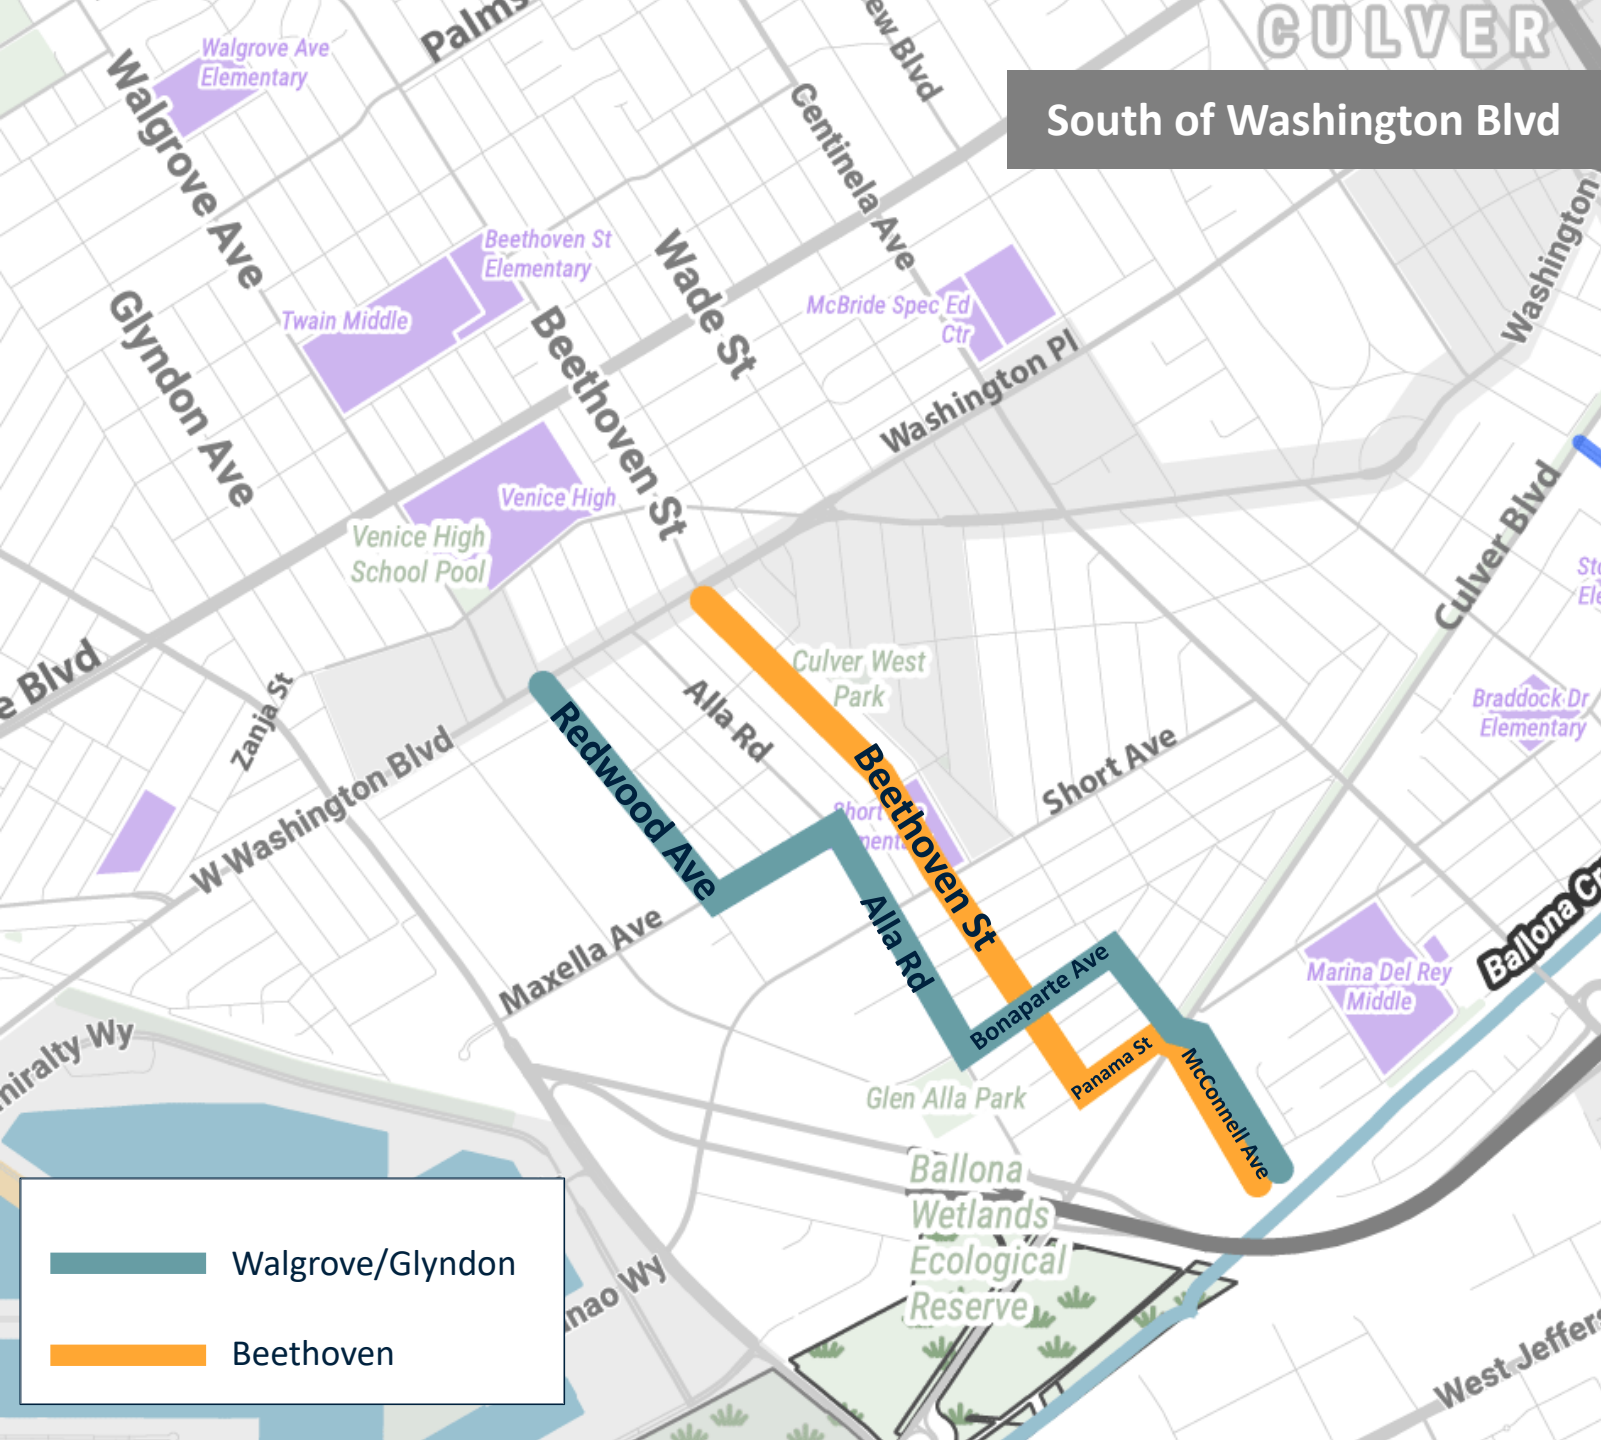 CULVER
South of Washington Blvd
Palms
Walgrove Ave
Elementary
Walgrove Ave
Centinela Ave
Washington
Beethoven St
Elementary
Wade St
Twain Middle
McBride Spec Ed
Ctr
Glyndon Ave
Beethoven St
Washington Pl
Venice High
Venice High
School Pool
Culver Blvd
Blvd
Zanja St
Culver West
Park
Alla Rd
Braddock Dr
Elementary
W Washington Blvd
Short Ave
Redwood Ave
Beethoven St
Maxella Ave
Alla Rd
Bonaparte Ave
Marina Del Rey
Middle
Ballona
Panama St
McConnell Ave
Glen Alla Park
Wy
Ballona
Wetlands
Ecological
Reserve
Walgrove/Glyndon
Beethoven
Wy
West